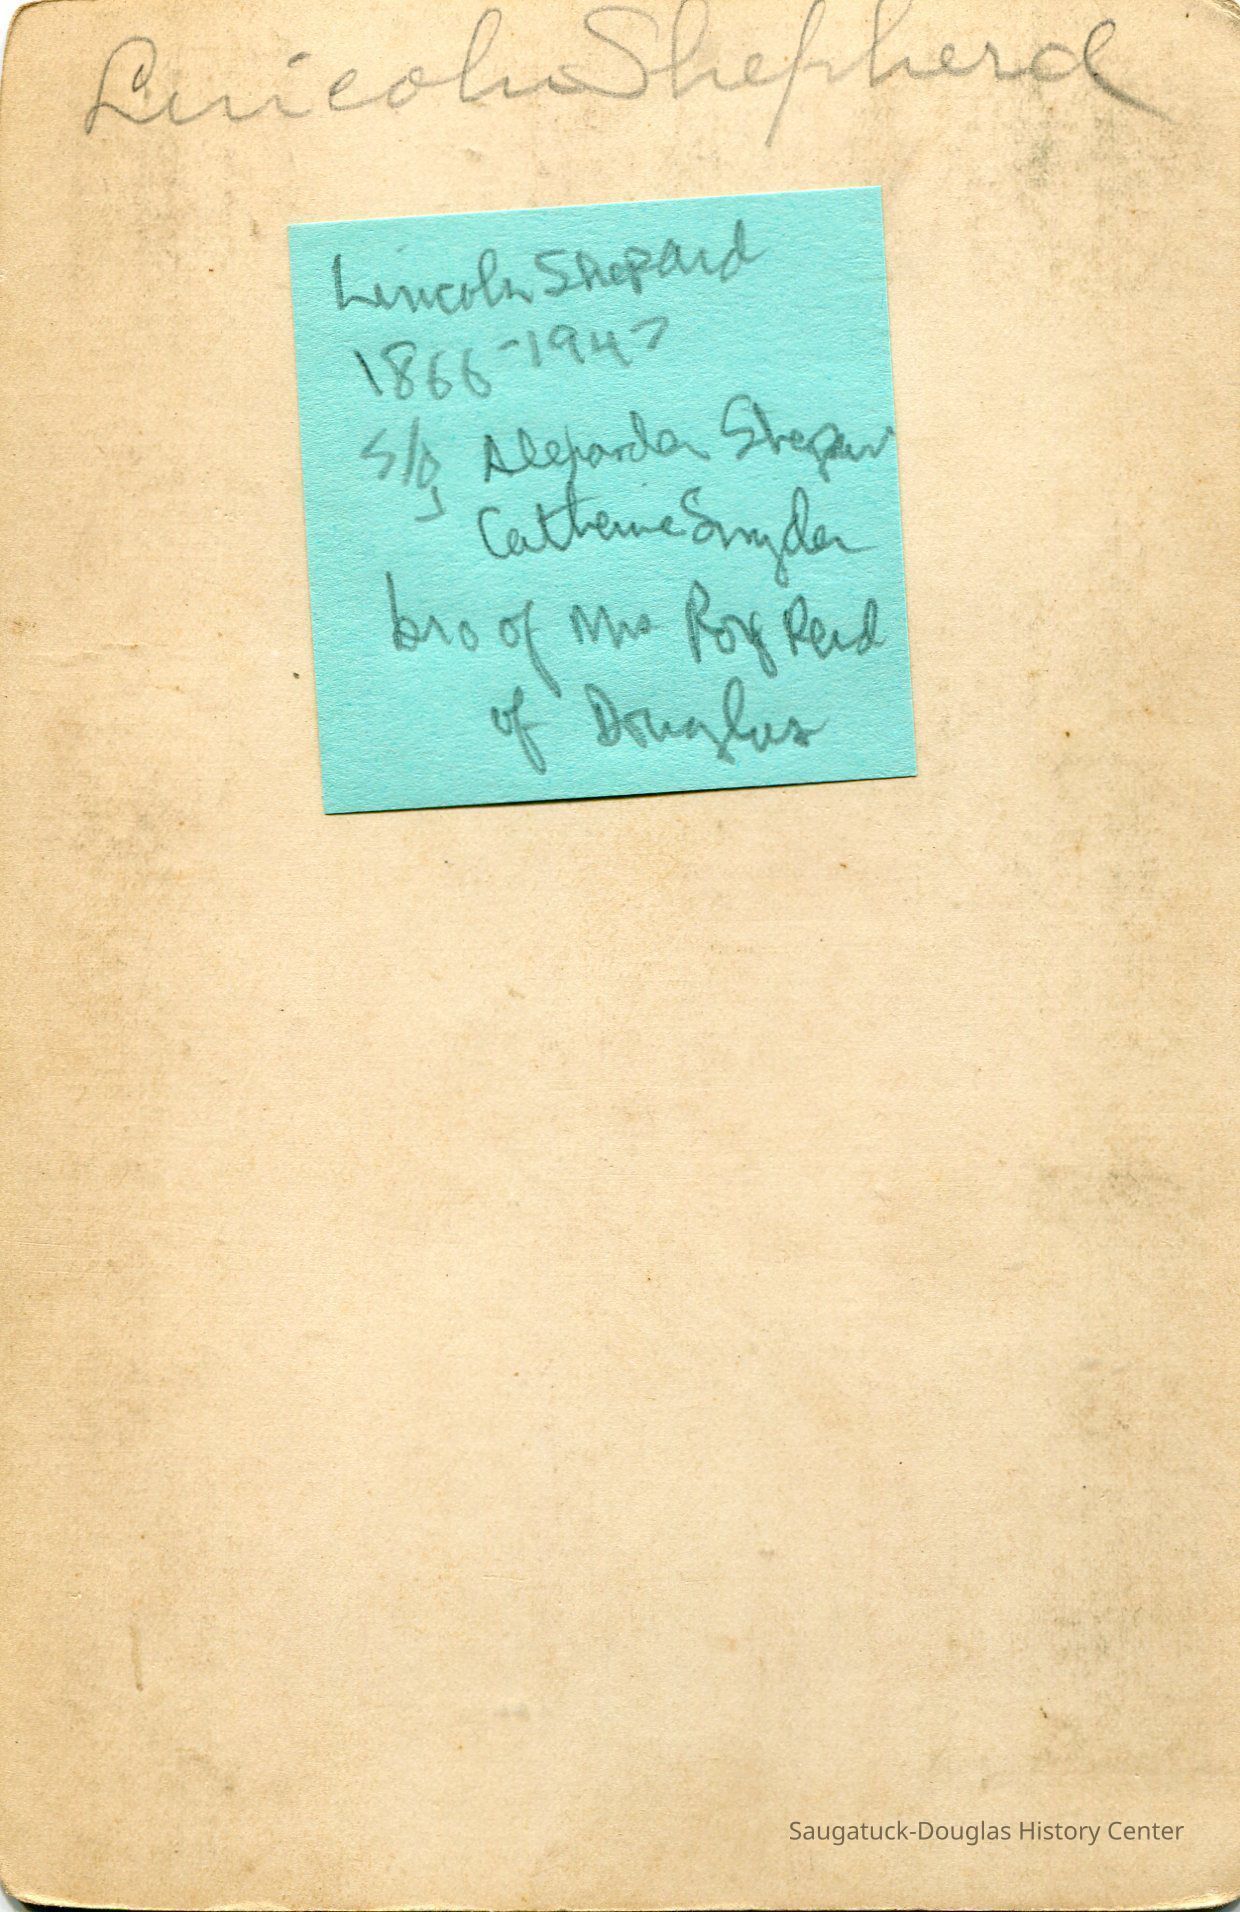 Lincoln Shepherd
Lincoln Shepard
1866-1947
s/o Alexander Shepard
Catherine Snyder
bro of Mrs Roy Reid
of Douglas
Saugatuck-Douglas History Center